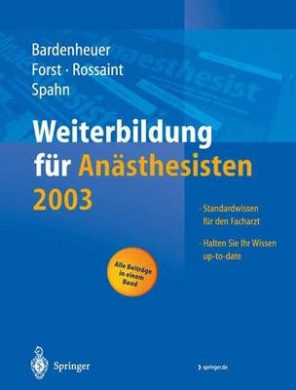 Bardenheuer
Forst · Rossaint
Spahn
Weiterbildung
für Anästhesisten
2003
· Standardwissen
für den Facharzt
· Halten Sie Ihr Wissen
up-to-date
Alle Beiträge
in einem
Band
Springer
springer.de